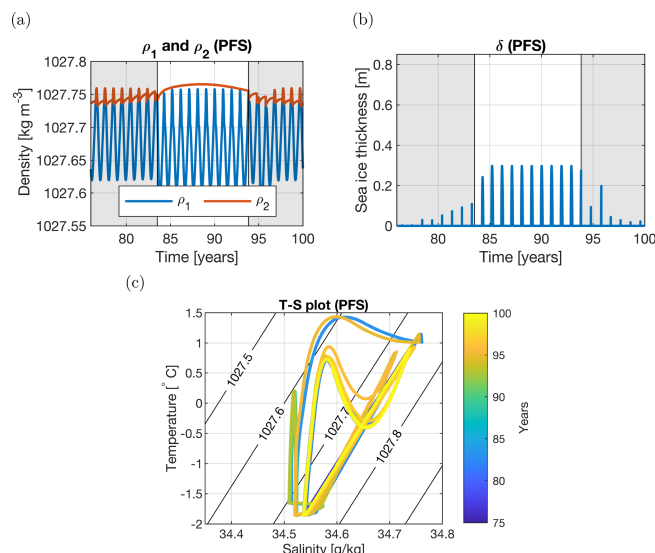 (a)
ρ1 and ρ2 (PFS)
1027.8
1027.75
1027.7
1027.65
1027.6
1027.55
Density [kg m-3]
ρ1 ρ2
80 85 90 95 100
Time [years]
(b)
δ (PFS)
0.8
0.6
0.4
0.2
0
Sea ice thickness [m]
80 85 90 95 100
Time [years]
(c)
T-S plot (PFS)
1.5
1
0.5
0
-0.5
-1
-1.5
-2
Temperature [° C]
1027.5
1027.6
1027.7
1027.8
34.4 34.5 34.6 34.7 34.8
Salinity [g/kg]
100
95
90
85
80
75
Years